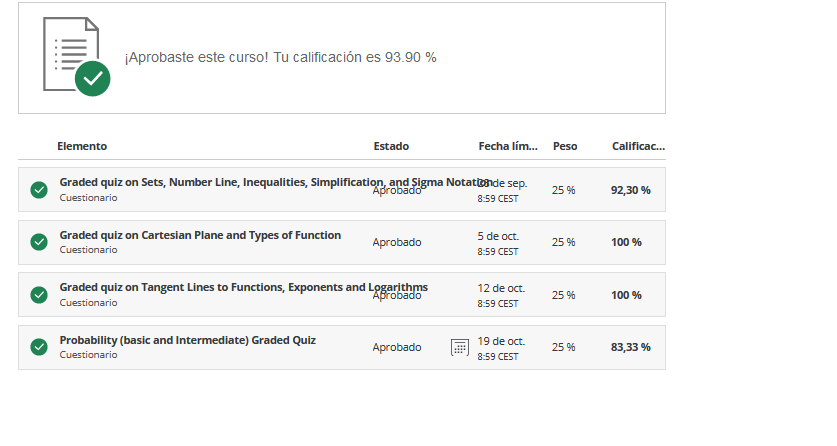 ¡Aprobaste este curso! Tu calificación es 93.90 %
Elemento Estado Fecha lím... Peso Calificac...
Graded quiz on Sets, Number Line, Inequalities, Simplification, and Sigma Notation
Cuestionario
Aprobado
de sep.
8:59 CEST
25 %
92,30 %
Graded quiz on Cartesian Plane and Types of Function
Cuestionario
Aprobado
5 de oct.
8:59 CEST
25 %
100 %
Graded quiz on Tangent Lines to Functions, Exponents and Logarithms
Cuestionario
Aprobado
12 de oct.
8:59 CEST
25 %
100 %
Probability (basic and Intermediate) Graded Quiz
Cuestionario
Aprobado
19 de oct.
8:59 CEST
25 %
83,33 %